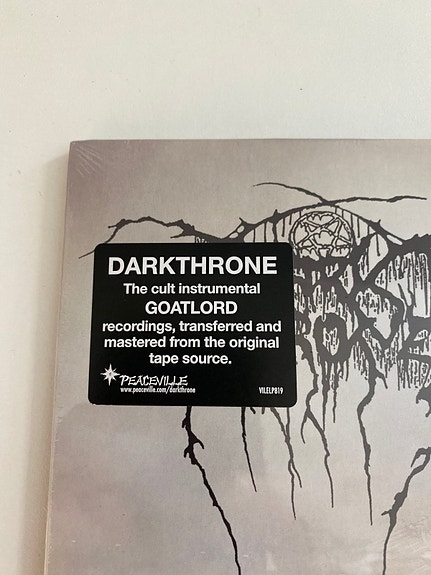 DARKTHRONE
The cult instrumental
GOATLORD
recordings, transferred and
mastered from the original
tape source.
PEACEVILLE
www.peaceville.com/darkthrone
VILELP819